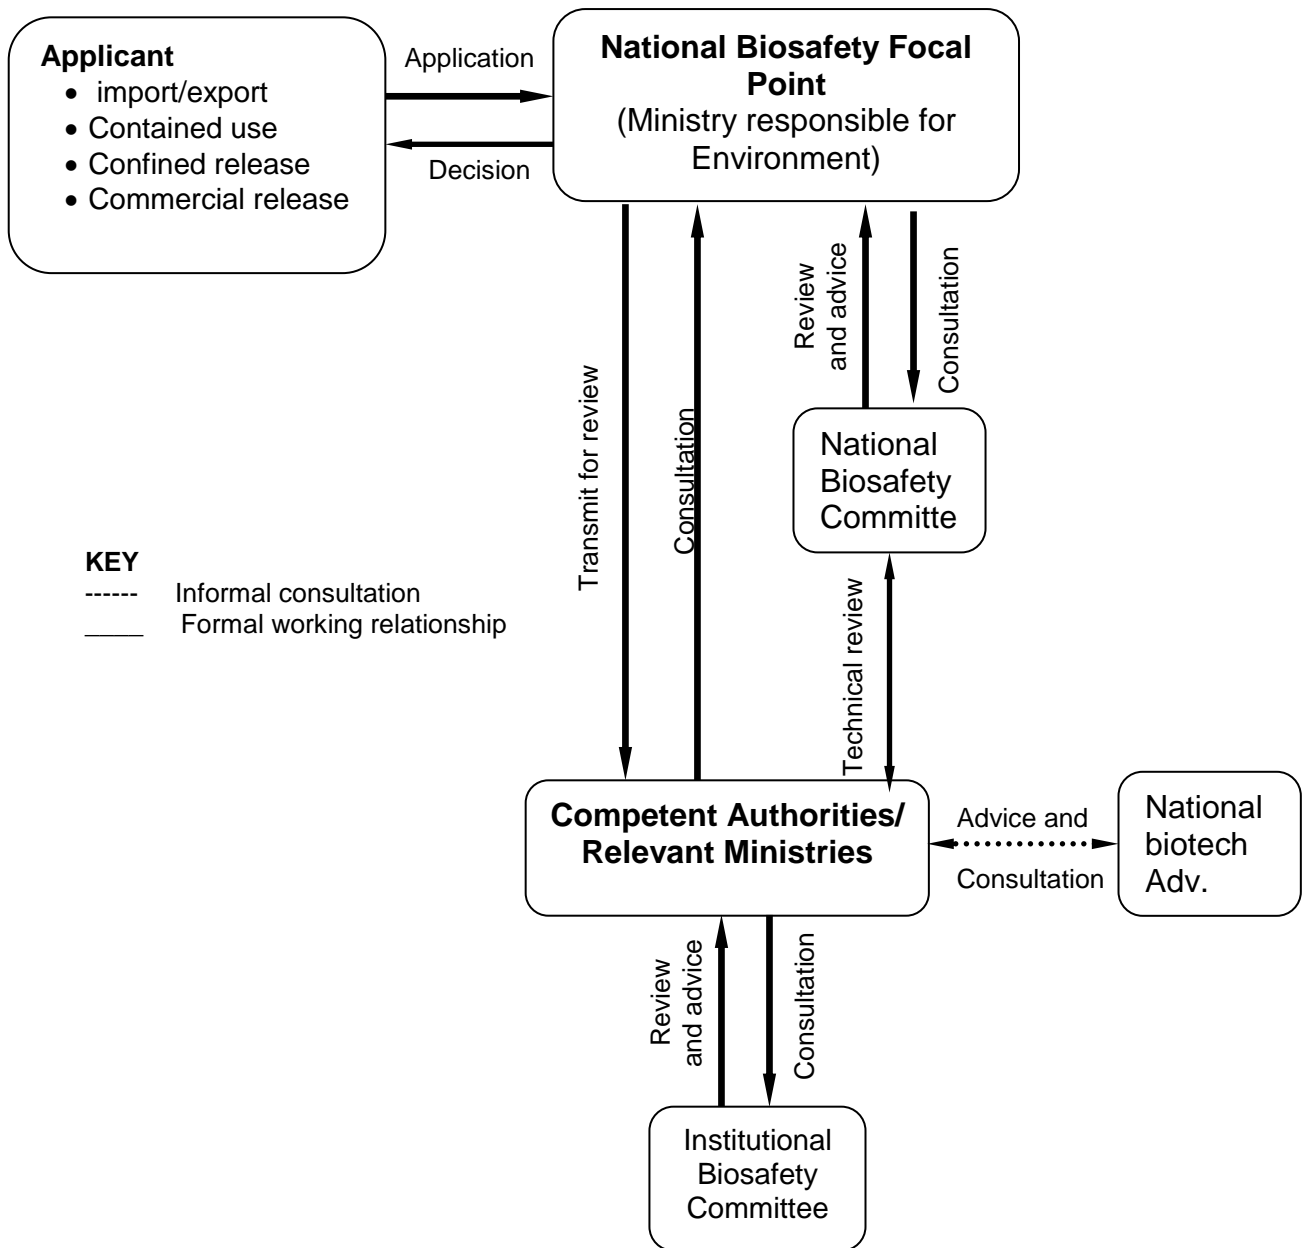 Applicant
• import/export
• Contained use
• Confined release
• Commercial release
Application
Decision
National Biosafety Focal
Point
(Ministry responsible for
Environment)
Transmit for review
Consultation
Review
and advice
Consultation
National
Biosafety
Committe
KEY
------ Informal consultation
____ Formal working relationship
Technical review
Competent Authorities/
Relevant Ministries
Advice and
Consultation
National
biotech
Adv.
Review
and advice
Consultation
Institutional
Biosafety
Committee